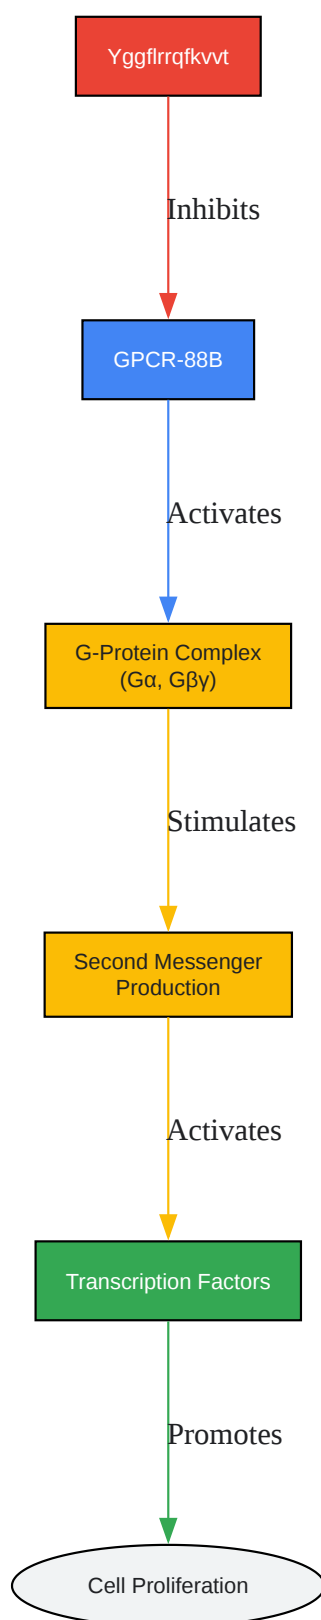 Yggflrrqfkvvt
Inhibits
GPCR-88B
Activates
G-Protein Complex
(Gα, Gβγ)
Stimulates
Second Messenger
Production
Activates
Transcription Factors
Promotes
Cell Proliferation